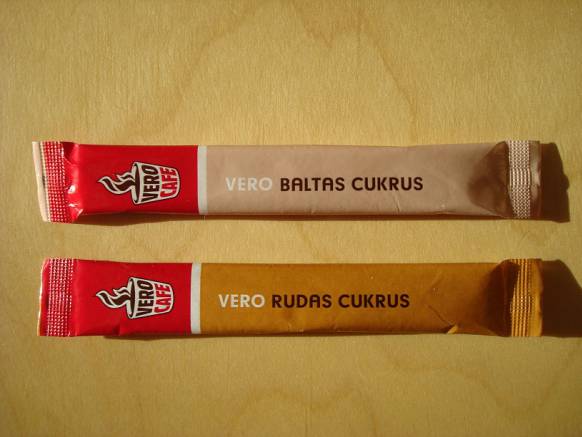 VERO
CAFE
VERO BALTAS CUKRUS
VERO
CAFE
VERO RUDAS CUKRUS